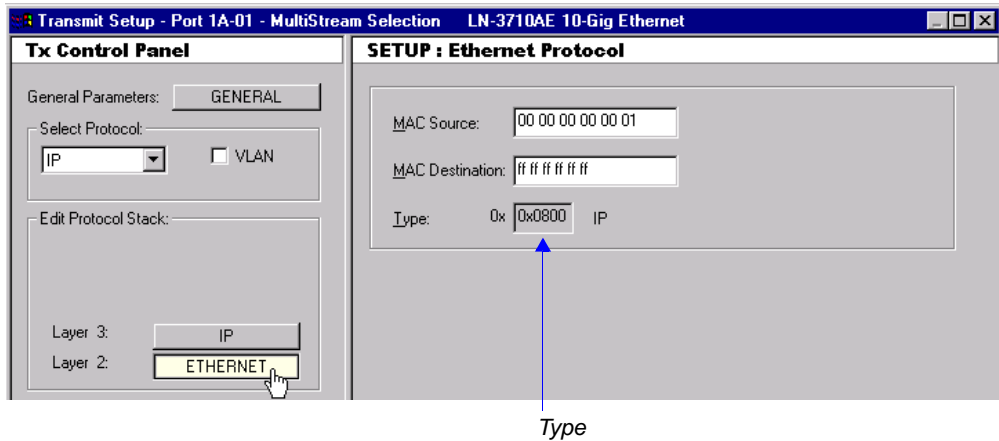 Transmit Setup - Port 1A-01 - MultiStream Selection LN-3710AE 10-Gig Ethernet
Tx Control Panel
General Parameters: GENERAL
Select Protocol:
IP VLAN
Edit Protocol Stack:
Layer 3: IP
Layer 2: ETHERNET
SETUP : Ethernet Protocol
MAC Source: 00 00 00 00 00 01
MAC Destination: ff ff ff ff ff ff
Type: 0x 0x0800 IP
Type